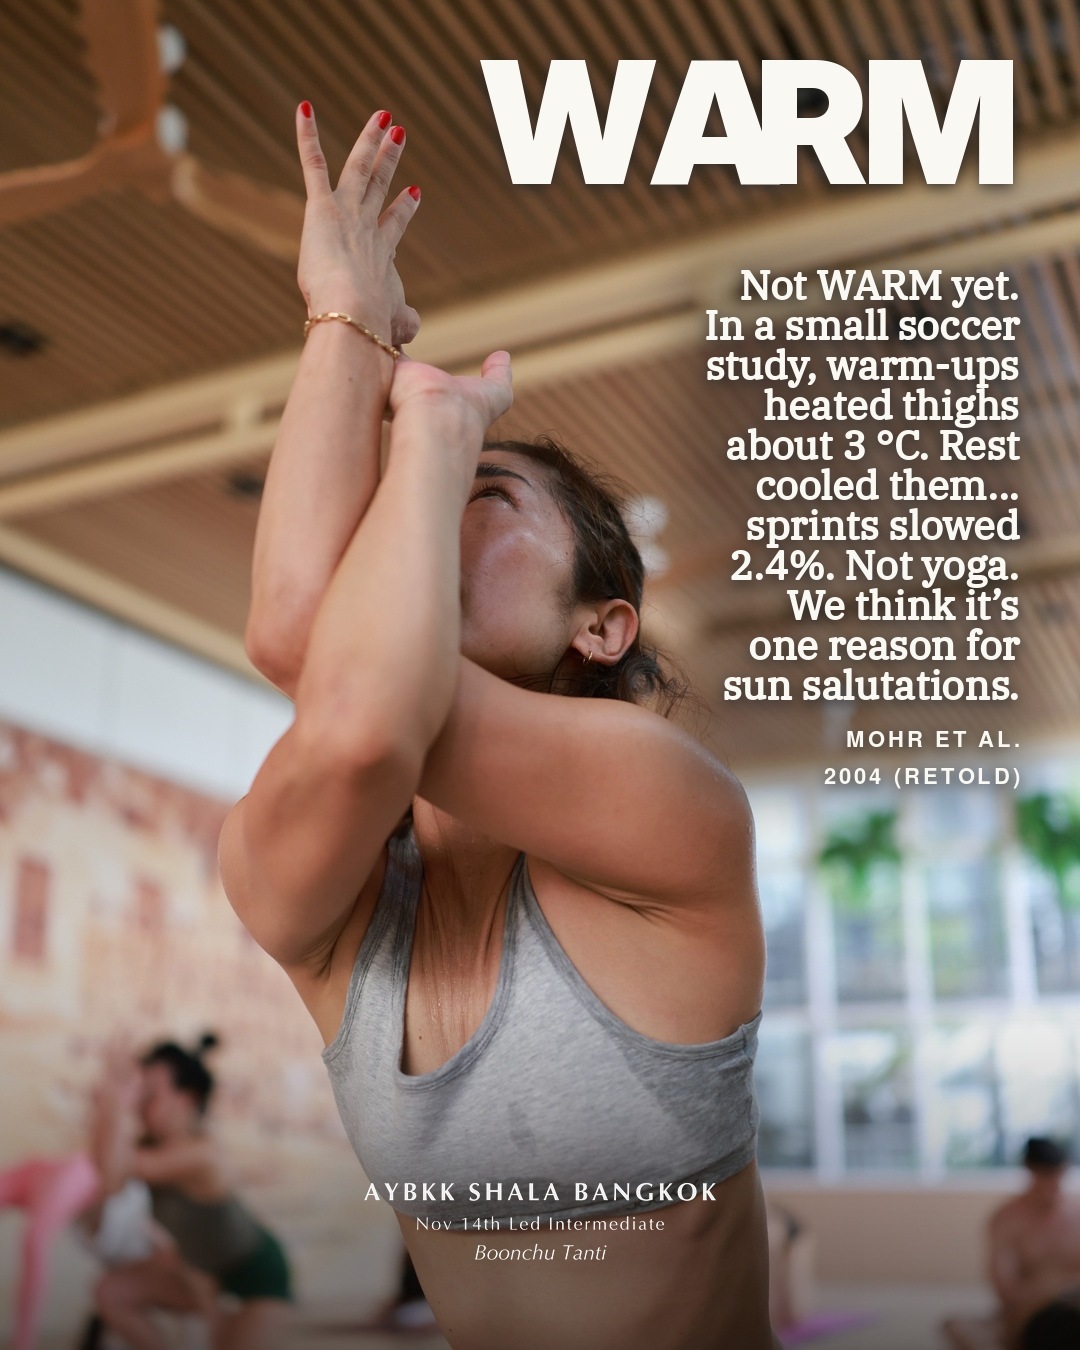 WARM
Not WARM yet.
In a small soccer
study, warm-ups
heated thighs
about 3 °C. Rest
cooled them...
sprints slowed
2.4%. Not yoga.
We think it’s
one reason for
sun salutations.
MOHR ET AL.
2004 (RETOLD)
AYBKK SHALA BANGKOK
Nov 14th Led Intermediate
Boonchu Tanti